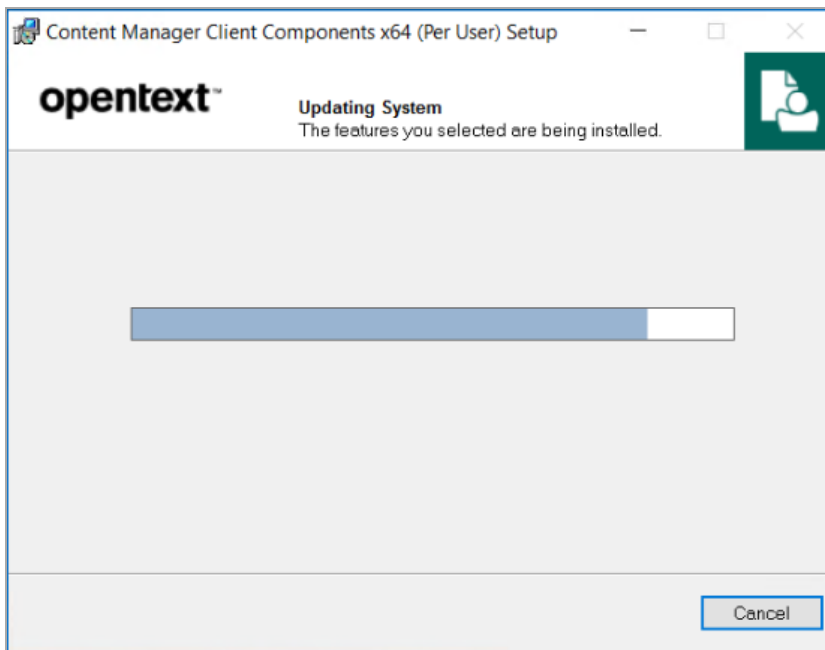 Content Manager Client Components x64 (Per User) Setup
opentext™
Updating System
The features you selected are being installed.
Cancel